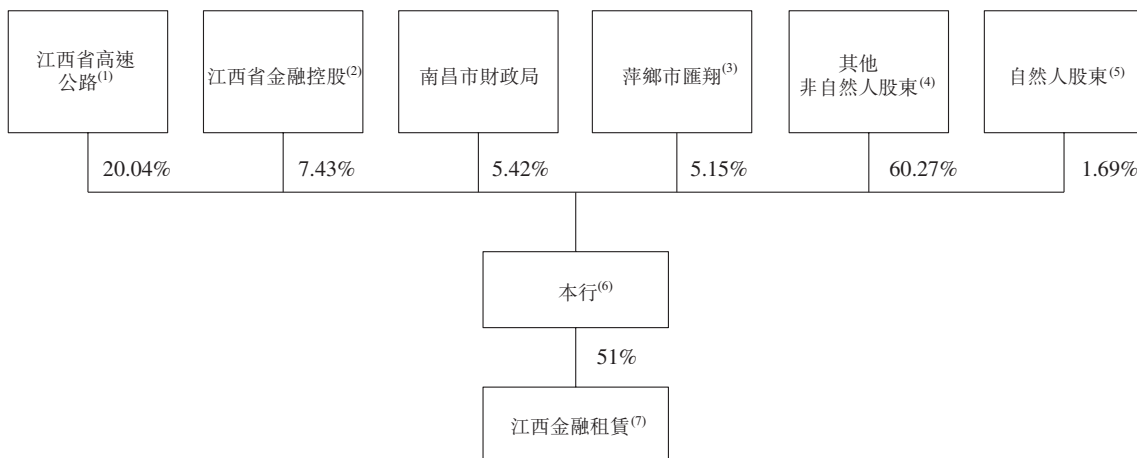 江西省高速
公路(1)
江西省金融控股(2)
南昌市財政局
萍鄉市匯翔(3)
其他
非自然人股東(4)
自然人股東(5)
20.04%
7.43%
5.42%
5.15%
60.27%
1.69%
本行(6)
51%
江西金融租賃(7)